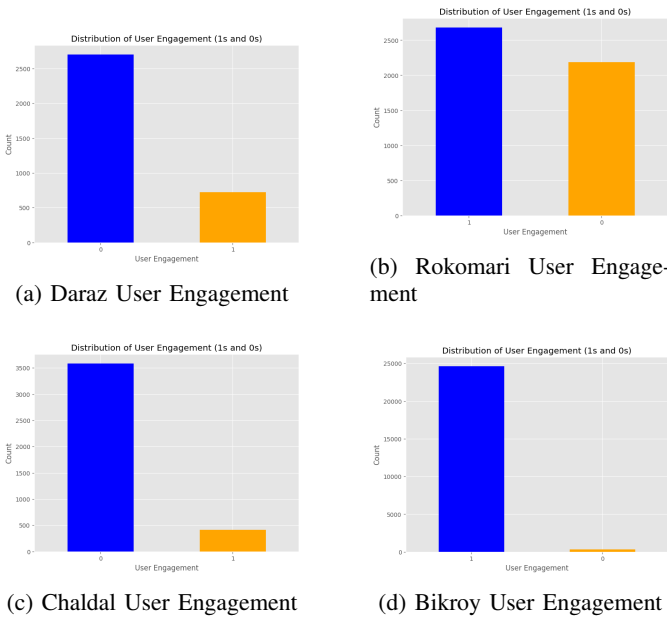 Distribution of User Engagement (1s and 0s)
2500
2000
1500
1000
500
0
Count
0 1
User Engagement
(a) Daraz User Engagement
Distribution of User Engagement (1s and 0s)
2500
2000
1500
1000
500
0
Count
1 0
User Engagement
(b) Rokomari User Engage-
ment
Distribution of User Engagement (1s and 0s)
3500
3000
2500
2000
1500
1000
500
0
Count
0 1
User Engagement
(c) Chaldal User Engagement
Distribution of User Engagement (1s and 0s)
25000
20000
15000
10000
5000
0
Count
1 0
User Engagement
(d) Bikroy User Engagement